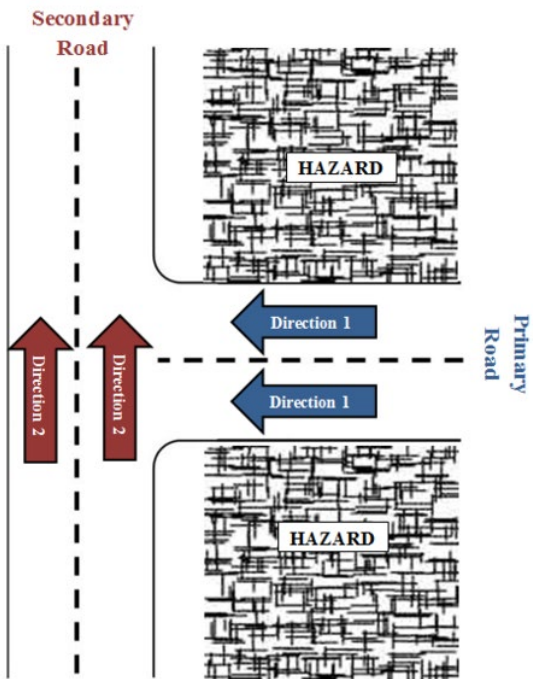 Secondary
Road
HAZARD
Direction 1
Primary
Road
Direction 1
Direction 2
Direction 2
HAZARD